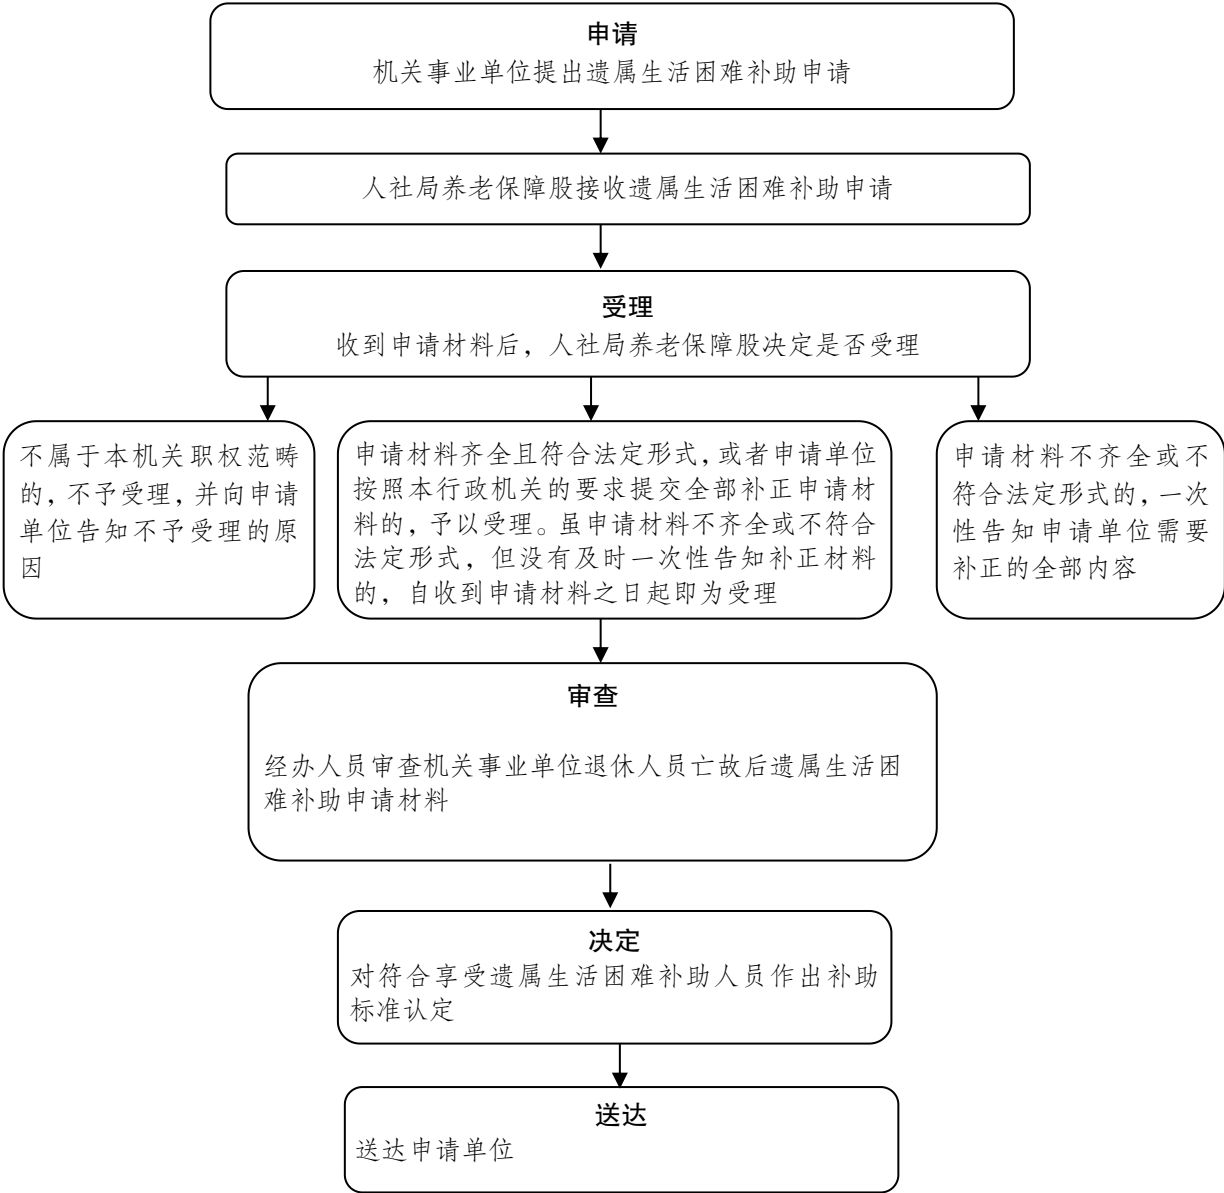 申请
机关事业单位提出遗属生活困难补助申请
人社局养老保障股接收遗属生活困难补助申请
受理
收到申请材料后，人社局养老保障股决定是否受理
不属于本机关职权范畴
的，不予受理，并向申请
单位告知不予受理的原
因
申请材料齐全且符合法定形式，或者申请单位
按照本行政机关的要求提交全部补正申请材
料的，予以受理。虽申请材料不齐全或不符合
法定形式，但没有及时一次性告知补正材料
的，自收到申请材料之日起即为受理
申请材料不齐全或不
符合法定形式的，一次
性告知申请单位需要
补正的全部内容
审查
经办人员审查机关事业单位退休人员亡故后遗属生活困
难补助申请材料
决定
对符合享受遗属生活困难补助人员作出补助
标准认定
送达
送达申请单位